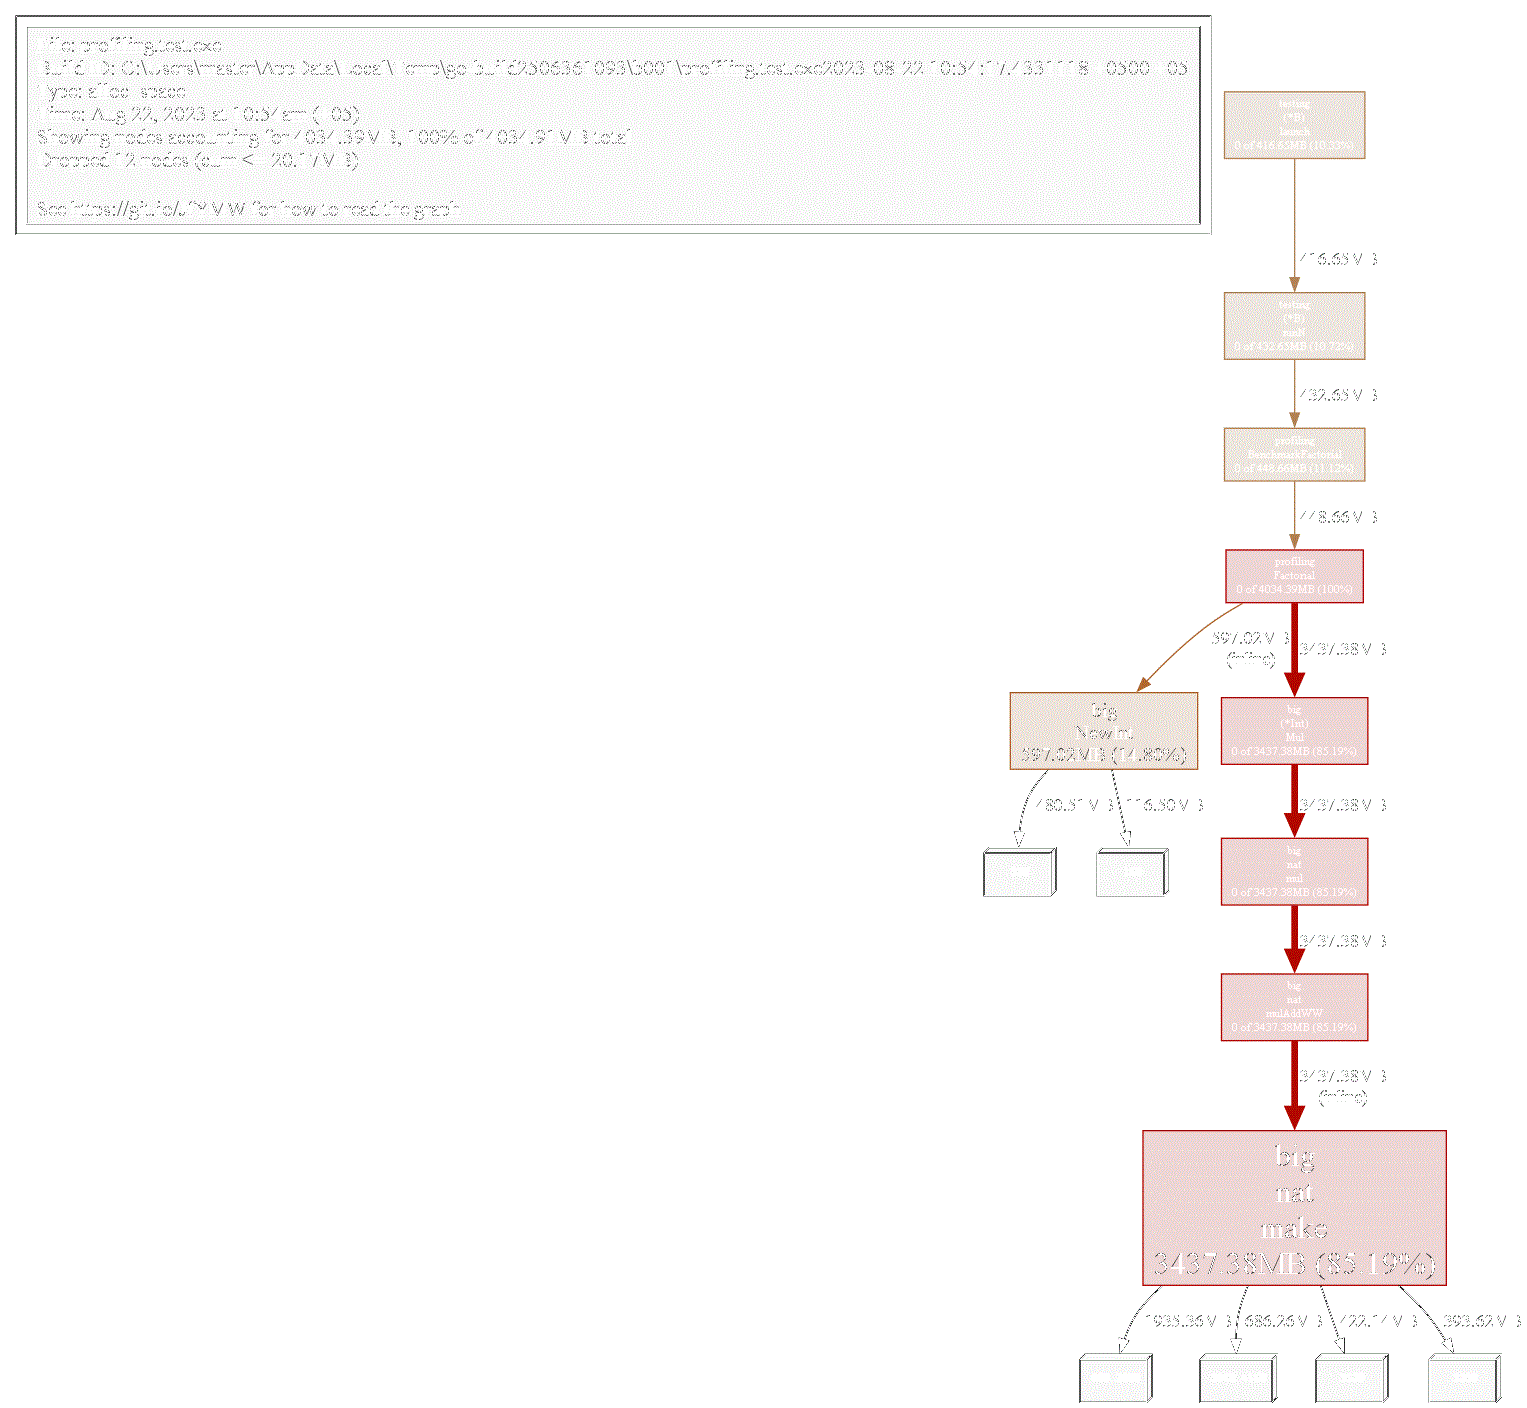 File: profiling.test.exe
Build ID: C:\Users\master\AppData\Local\Temp\go-build2506361093\b001\profiling.test.exe2023-08-22 10:54:17.4331118 -0500 -05
Type: alloc_space
Time: Aug 22, 2023 at 10:54am (-05)
Showing nodes accounting for 4034.39MB, 100% of 4034.91MB total
Dropped 12 nodes (cum <= 20.17MB)
See https://git.io/JfYMW for how to read the graph
testing
(*B)
launch
0 of 416.65MB (10.33%)
416.65MB
testing
(*B)
runN
0 of 432.65MB (10.72%)
432.65MB
profiling
BenchmarkFactorial
0 of 448.66MB (11.12%)
448.66MB
profiling
Factorial
0 of 4034.39MB (100%)
597.02MB
(inline)
3437.38MB
big
NewInt
597.02MB (14.80%)
big
(*Int)
Mul
0 of 3437.38MB (85.19%)
480.51MB
116.50MB
3437.38MB
big
nat
mul
0 of 3437.38MB (85.19%)
3437.38MB
big
nat
mulAddWW
0 of 3437.38MB (85.19%)
3437.38MB
(inline)
big
nat
make
3437.38MB (85.19%)
1935.36MB
686.26MB
422.14MB
393.62MB